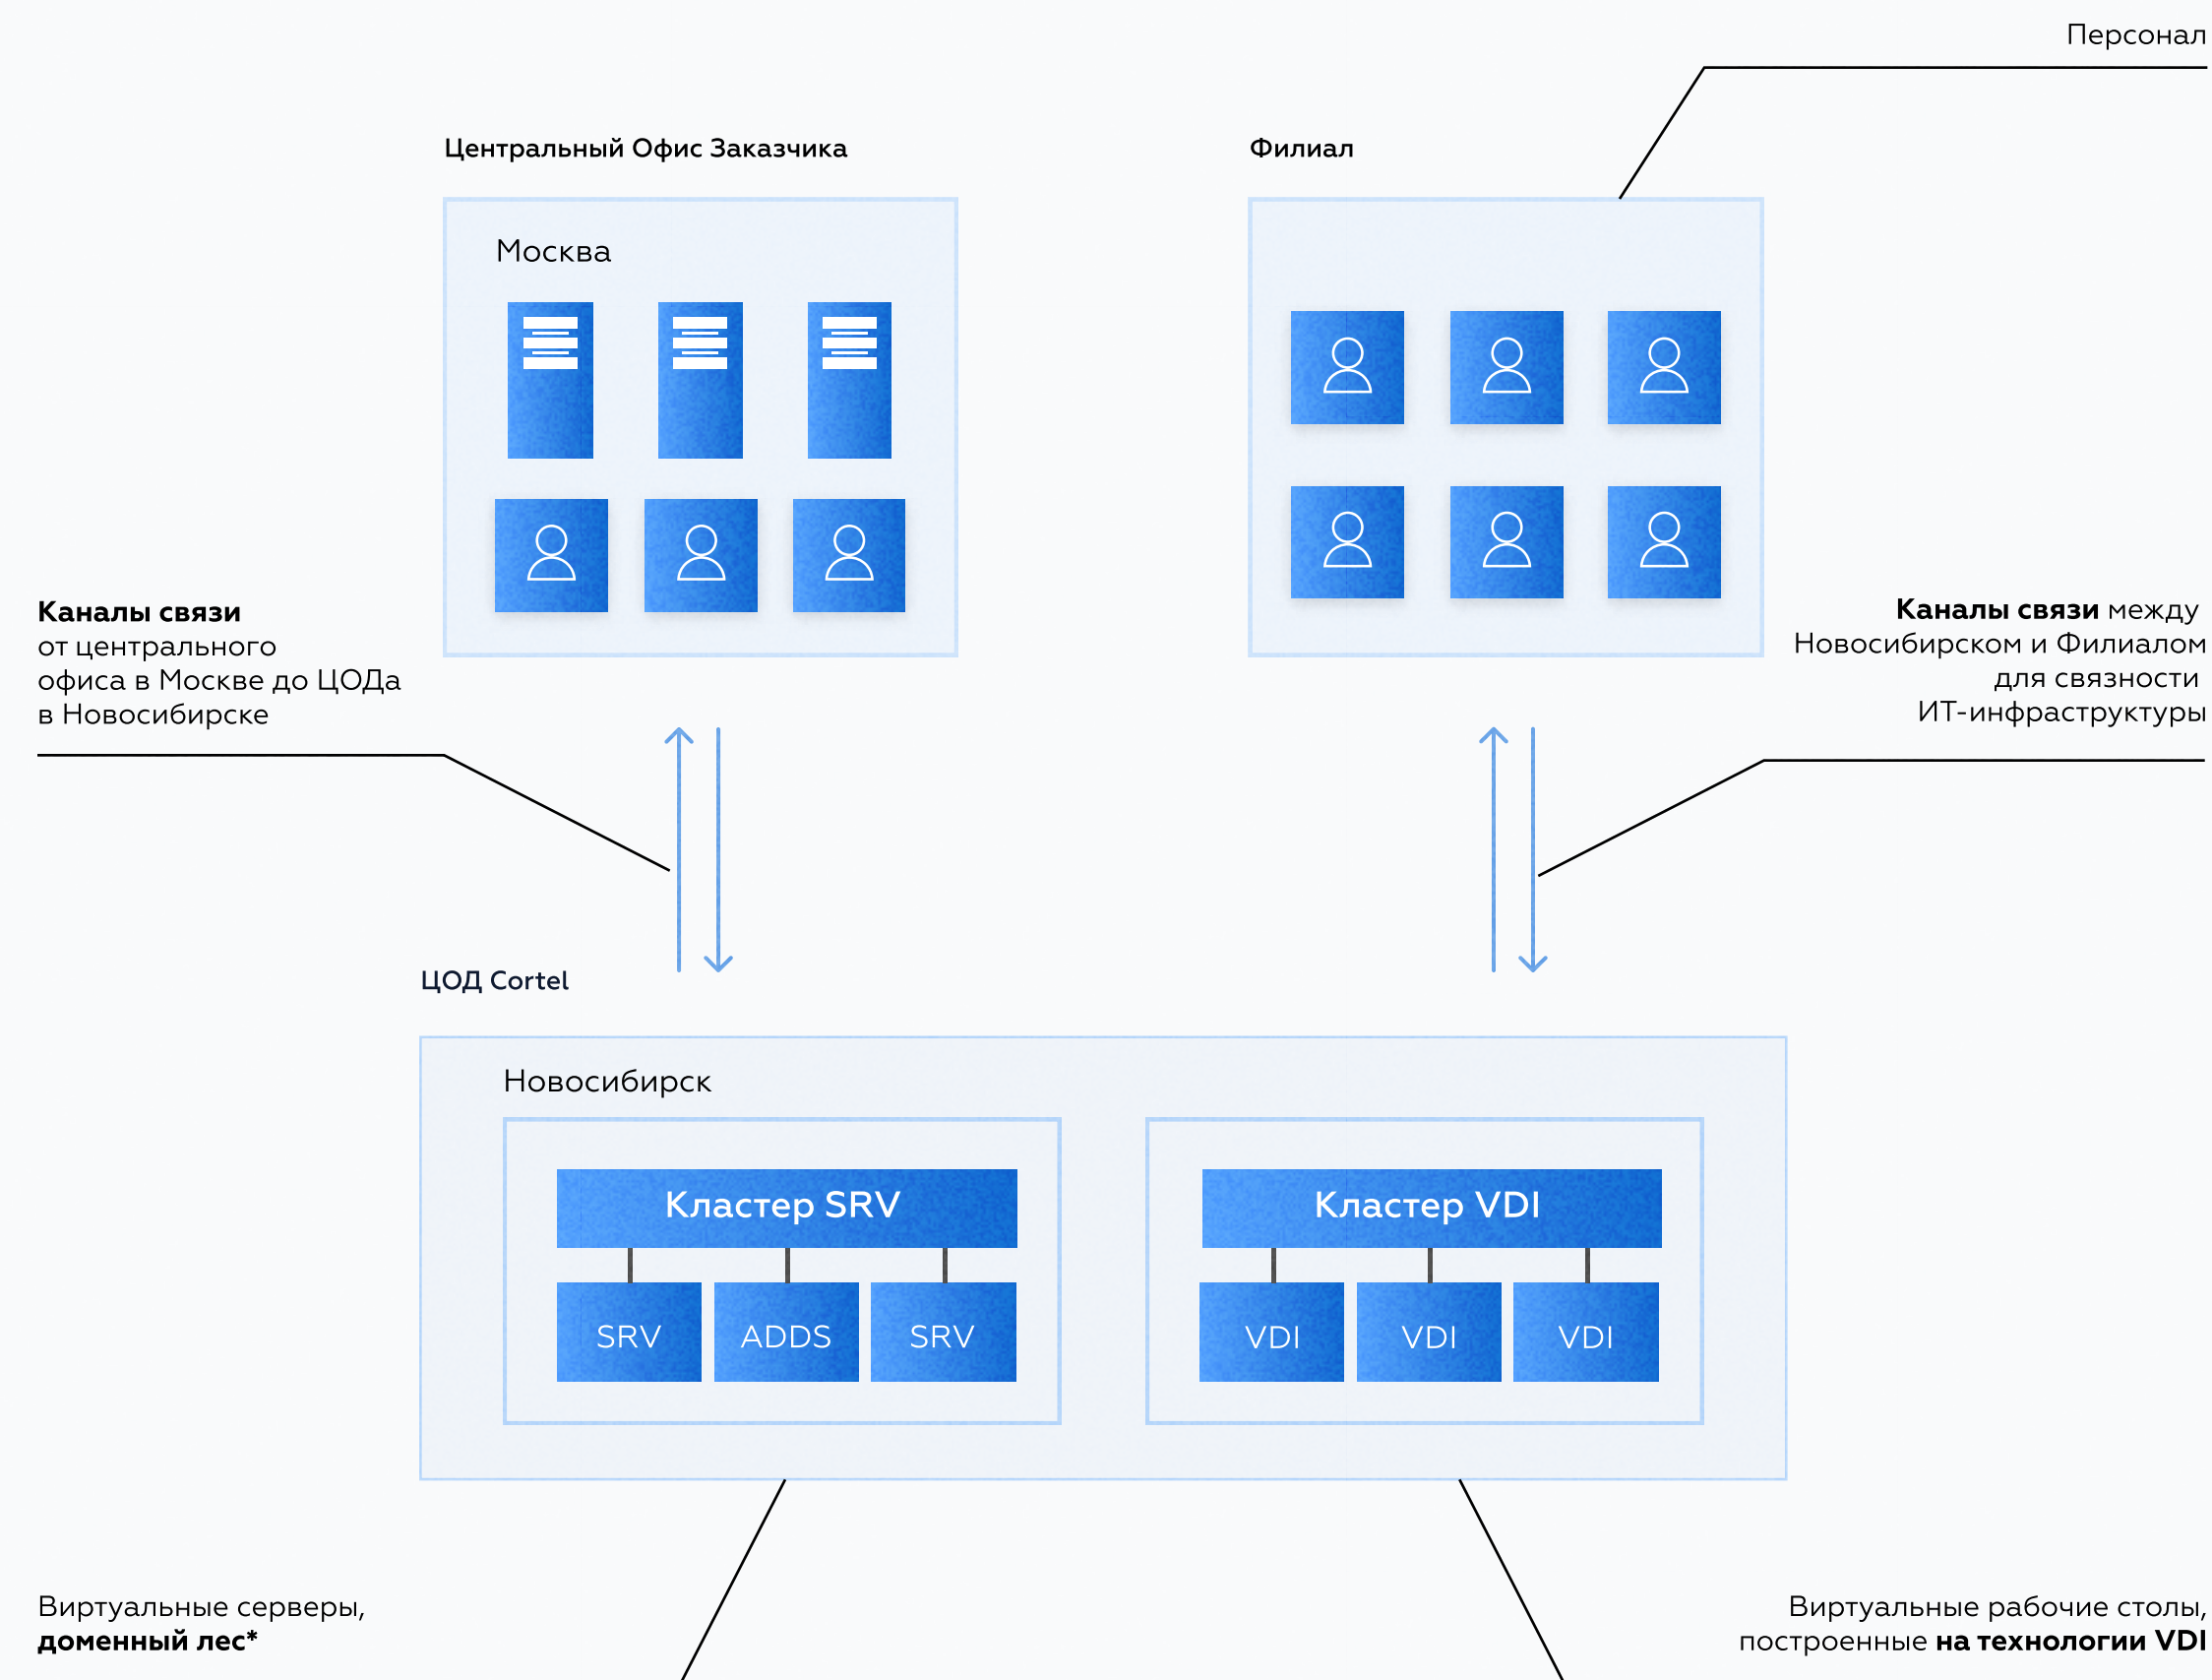 Персонал
Центральный Офис Заказчика
Филиал
Москва
Каналы связи
от центрального
офиса в Москве до ЦОДа
в Новосибирске
Каналы связи между
Новосибирском и Филиалом
для связности
ИТ-инфраструктуры
ЦОД Cortel
Новосибирск
Кластер SRV
SRV
ADDS
SRV
Кластер VDI
VDI
VDI
VDI
Виртуальные серверы,
доменный лес*
Виртуальные рабочие столы,
построенные на технологии VDI